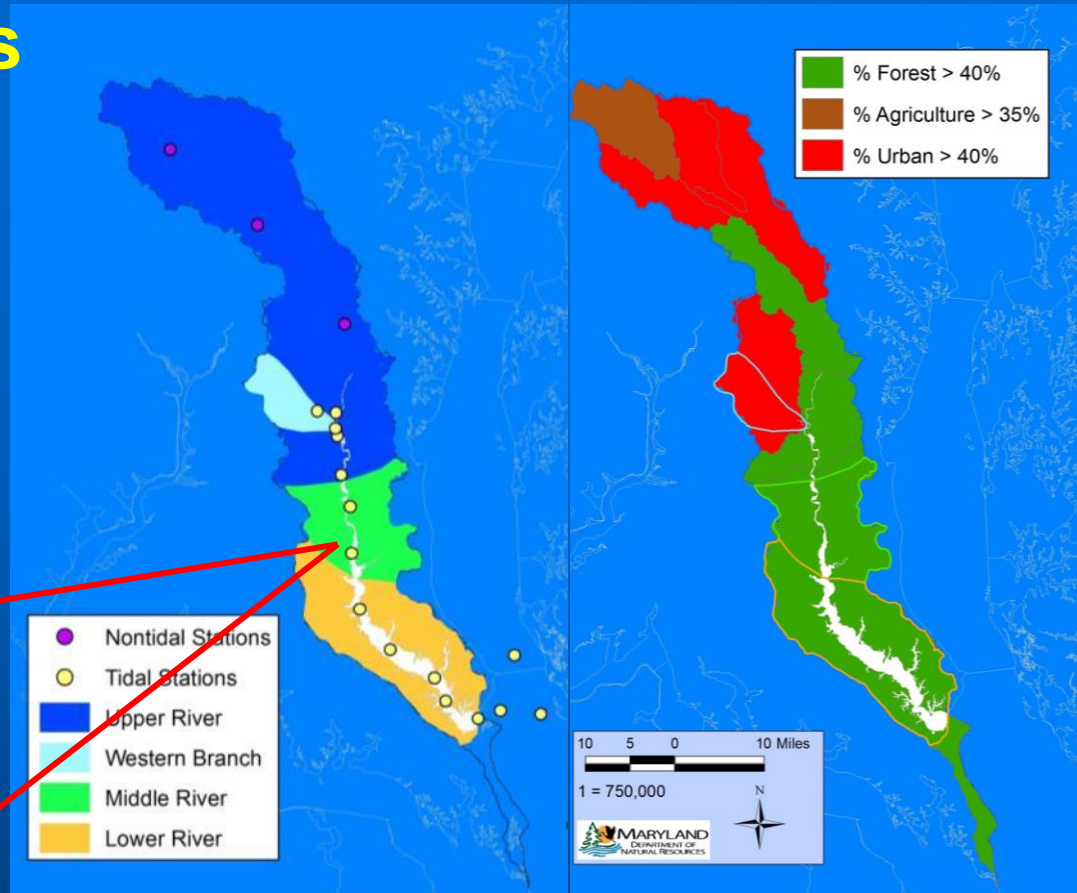 s
Nontidal Stations
Tidal Stations
Upper River
Western Branch
Middle River
Lower River
% Forest > 40%
% Agriculture > 35%
% Urban > 40%
10 5 0 10 Miles
1 = 750,000
N
MARYLAND
DEPARTMENT OF
NATURAL RESOURCES